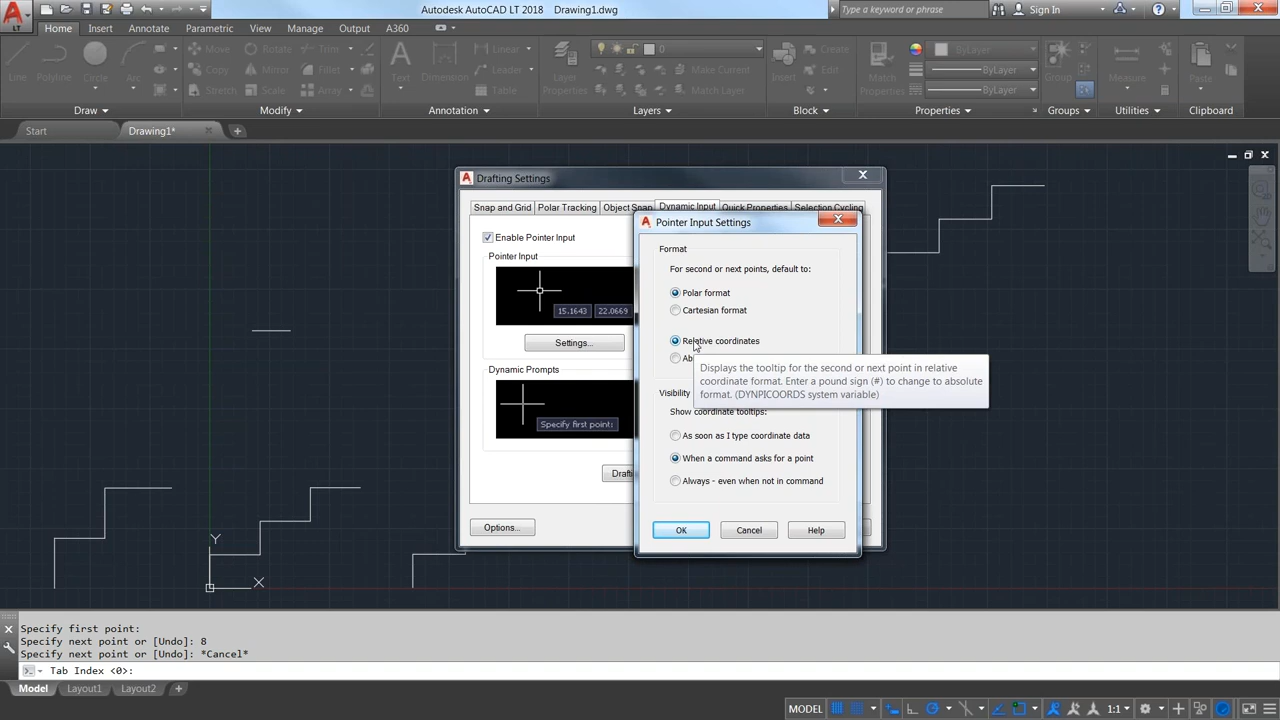 Autodesk AutoCAD LT 2018 Drawing1.dwg
Type a keyword or phrase
Sign In
LT
Home Insert Annotate Parametric View Manage Output A360
Line Polyline Circle Arc
Move Rotate Trim
Copy Mirror Fillet
Stretch Scale Array
Text Dimension
Linear
Leader
Table
Layer
Properties
0
Make Current
Match Layer
Insert
Create
Edit
Match
Properties
ByLayer
ByLayer
ByLayer
Group
Measure
Paste
Draw Modify Annotation Layers Block Properties Groups Utilities Clipboard
Start Drawing1*
Drafting Settings
Snap and Grid Polar Tracking Object Snap Dynamic Input Quick Properties Selection Cycling
Enable Pointer Input
Pointer Input
15.1643 22.0669
Settings...
Dynamic Prompts
Specify first point:
Drafti
Options...
Pointer Input Settings
Format
For second or next points, default to:
Polar format
Cartesian format
Relative coordinates
Ab
Displays the tooltip for the second or next point in relative
coordinate format. Enter a pound sign (#) to change to absolute
format. (DYNPICOORDS system variable)
Visibility
Show coordinate tooltips:
As soon as I type coordinate data
When a command asks for a point
Always - even when not in command
OK Cancel Help
Y
X
Specify first point:
Specify next point or [Undo]: 8
Specify next point or [Undo]: *Cancel*
Tab Index <0>:
Model Layout1 Layout2
MODEL
1:1